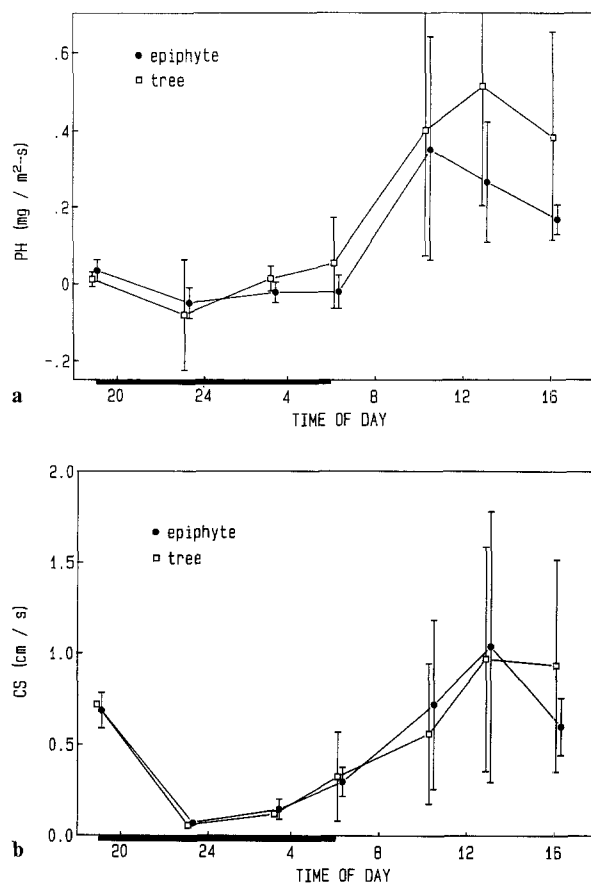 ● epiphyte
□ tree
PH (mg / m²-s)
.6
.4
.2
0
-.2
20 24 4 8 12 16
a
TIME OF DAY
2.0
● epiphyte
□ tree
1.5
CS (cm / s)
1.0
0.5
0.0
20 24 4 8 12 16
b
TIME OF DAY